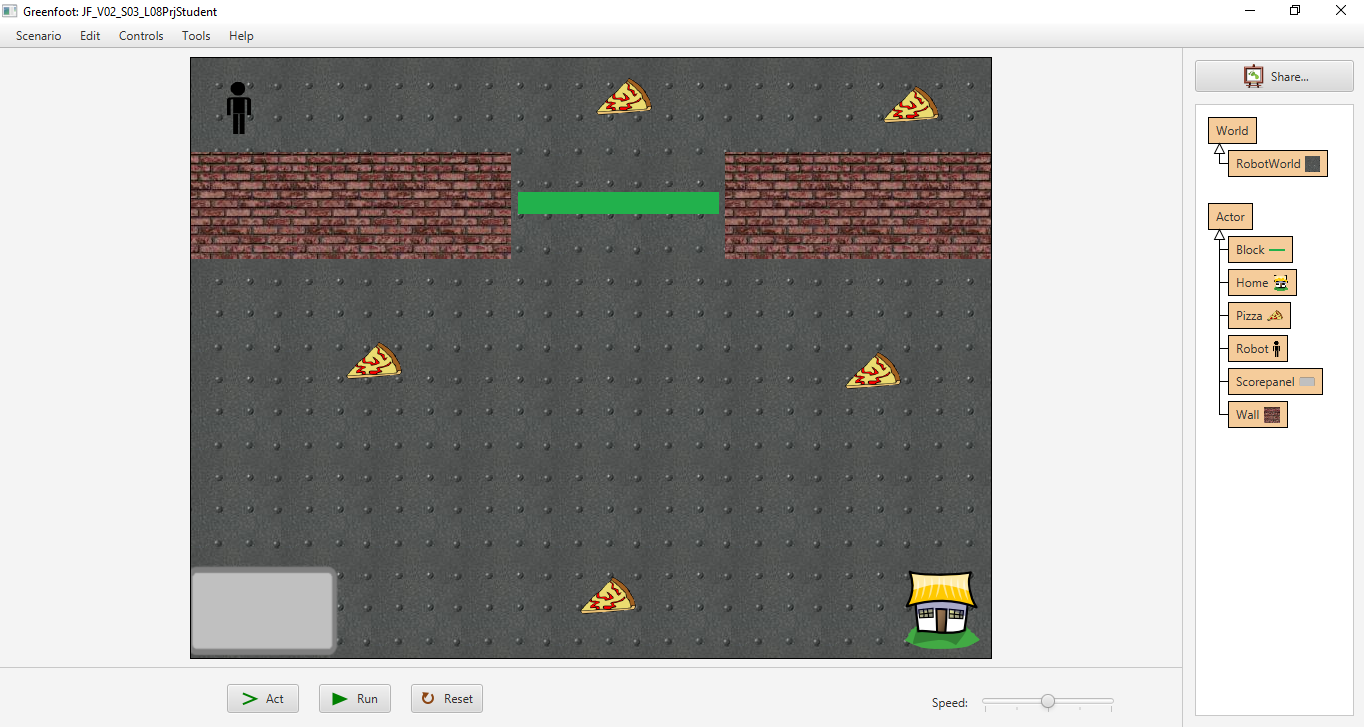 Greenfoot: JF_V02_S03_L08PrjStudent
Scenario Edit Controls Tools Help
Share...
World
RobotWorld
Actor
Block
Home
Pizza
Robot
Scorepanel
Wall
Act Run Reset Speed: